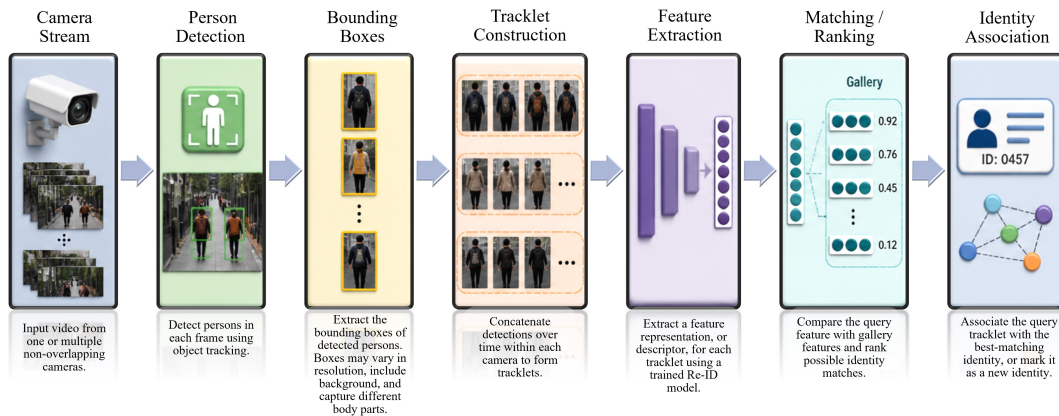 Camera
Stream
Person
Detection
Bounding
Boxes
Tracklet
Construction
Feature
Extraction
Matching /
Ranking
Identity
Association
Gallery
0.92
0.76
0.45
0.12
ID: 0457
Input video from
one or multiple
non-overlapping
cameras.
Detect persons in
each frame using
object tracking.
Extract the
bounding boxes of
detected persons.
Boxes may vary in
resolution, include
background, and
capture different
body parts.
Concatenate
detections over
time within each
camera to form
tracklets.
Extract a feature
representation, or
descriptor, for each
tracklet using a
trained Re-ID
model.
Compare the query
feature with gallery
features and rank
possible identity
matches.
Associate the query
tracklet with the
best-matching
identity, or mark it
as a new identity.